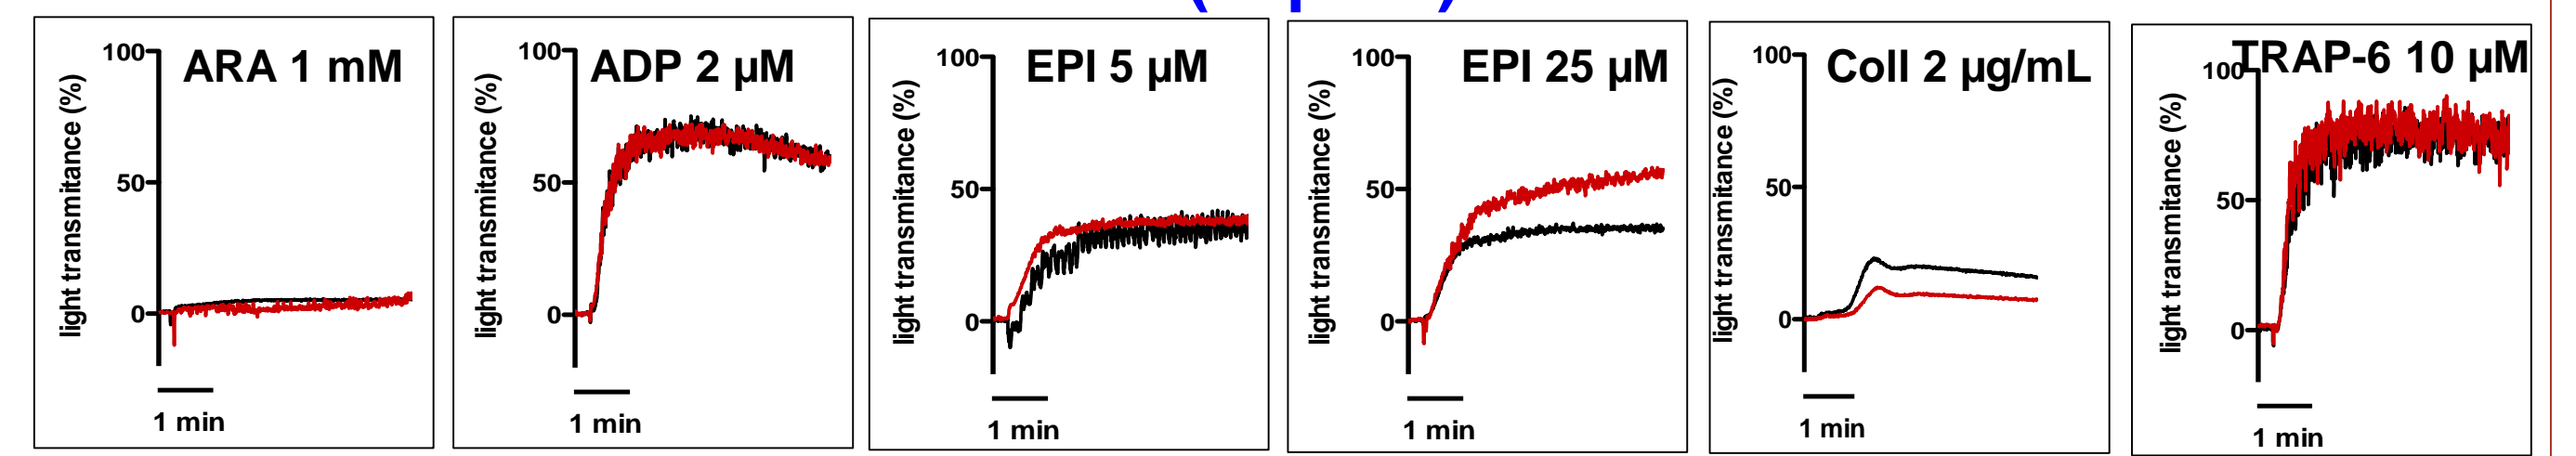 ARA 1 mM
100
50
0
light transmitance (%)
1 min
ADP 2 µM
100
50
0
light transmitance (%)
1 min
EPI 5 µM
100
50
0
light transmitance (%)
1 min
EPI 25 µM
100
50
0
light transmitance (%)
1 min
Coll 2 µg/mL
100
50
0
light transmitance (%)
1 min
TRAP-6 10 µM
100
50
0
light transmitance (%)
1 min